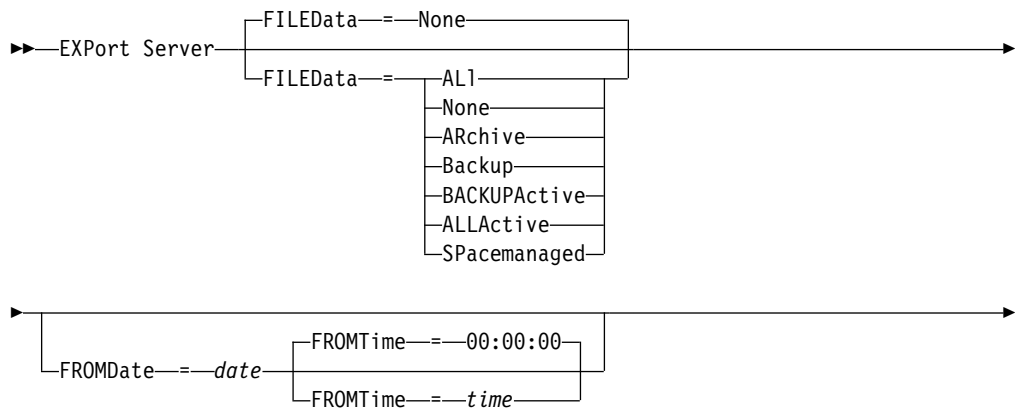 FILEData = None
EXPort Server
FILEData = ALl
None
ARchive
Backup
BACKUPActive
ALLActive
SPacemanaged
FROMTime = 00:00:00
FROMDate = date
FROMTime = time